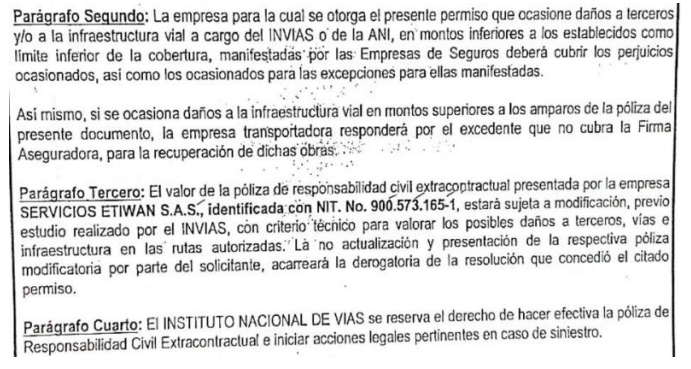 Parágrafo Segundo: La empresa para la cual se otorga el presente permiso que ocasione daños a terceros
y/o a la infraestructura vial a cargo del INVIAS o de la ANI, en montos inferiores a los establecidos como
límite inferior de la cobertura, manifestadas por las Empresas de Seguros deberá cubrir los perjuicios
ocasionados, así como los ocasionados para las excepciones para ellas manifestadas.
Así mismo, si se ocasiona daños a la infraestructura vial en montos superiores a los amparos de la póliza del
presente documento, la empresa transportadora responderá por el excedente que no cubra la Firma
Aseguradora, para la recuperación de dichas obras.
Parágrafo Tercero: El valor de la póliza de responsabilidad civil extracontractual presentada por la empresa
SERVICIOS ETIWAN S.A.S., identificada con NIT. No. 900.573.165-1, estará sujeta a modificación, previo
estudio realizado por el INVIAS, con criterio técnico para valorar los posibles daños a terceros, vías e
infraestructura en las rutas autorizadas. La no actualización y presentación de la respectiva póliza
modificatoria por parte del solicitante, acarreará la derogatoria de la resolución que concedió el citado
permiso.
Parágrafo Cuarto: El INSTITUTO NACIONAL DE VIAS se reserva el derecho de hacer efectiva la póliza de
Responsabilidad Civil Extracontractual e iniciar acciones legales pertinentes en caso de siniestro.